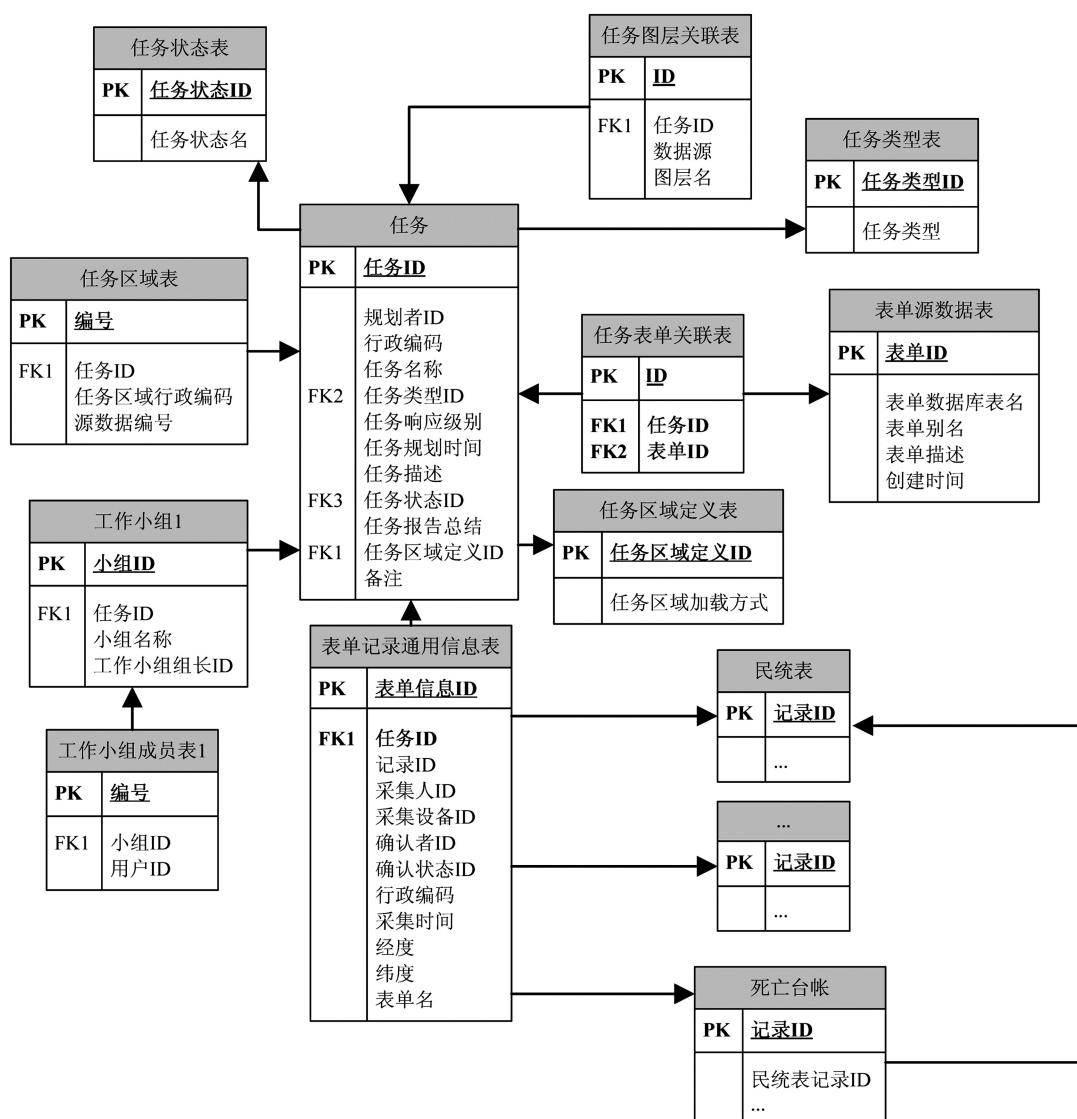 任务状态表
PK 任务状态ID
任务状态名
任务图层关联表
PK ID
FK1 任务ID
数据源
图层名
任务类型表
PK 任务类型ID
任务类型
任务
PK 任务ID
规划者ID
行政编码
任务名称
FK2 任务类型ID
任务响应级别
任务规划时间
任务描述
FK3 任务状态ID
任务报告总结
FK1 任务区域定义ID
备注
任务区域表
PK 编号
FK1 任务ID
任务区域行政编码
源数据编号
任务表单关联表
PK ID
FK1 任务ID
FK2 表单ID
表单源数据表
PK 表单ID
表单数据库表名
表单别名
表单描述
创建时间
工作小组1
PK 小组ID
FK1 任务ID
小组名称
工作小组组长ID
任务区域定义表
PK 任务区域定义ID
任务区域加载方式
工作小组成员表1
PK 编号
FK1 小组ID
用户ID
表单记录通用信息表
PK 表单信息ID
FK1 任务ID
记录ID
采集人ID
采集设备ID
确认者ID
确认状态ID
行政编码
采集时间
经度
纬度
表单名
民统表
PK 记录ID
...
...
PK 记录ID
...
死亡台帐
PK 记录ID
民统表记录ID
...